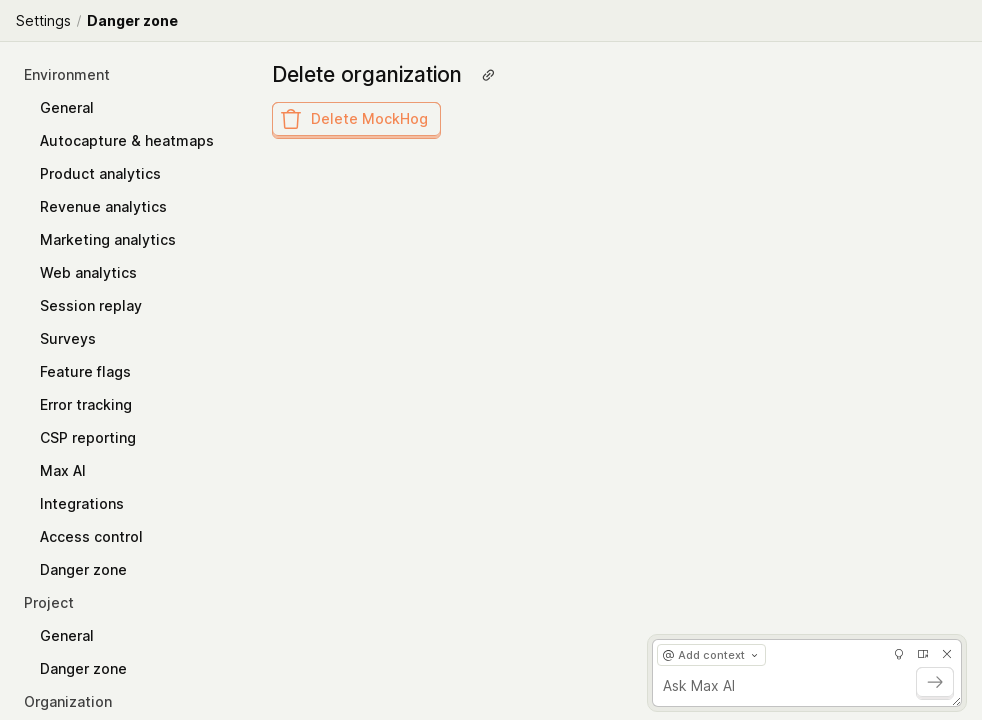 Settings / Danger zone
Environment
General
Autocapture & heatmaps
Product analytics
Revenue analytics
Marketing analytics
Web analytics
Session replay
Surveys
Feature flags
Error tracking
CSP reporting
Max AI
Integrations
Access control
Danger zone
Project
General
Danger zone
Organization
Delete organization
Delete MockHog
@ Add context
Ask Max AI